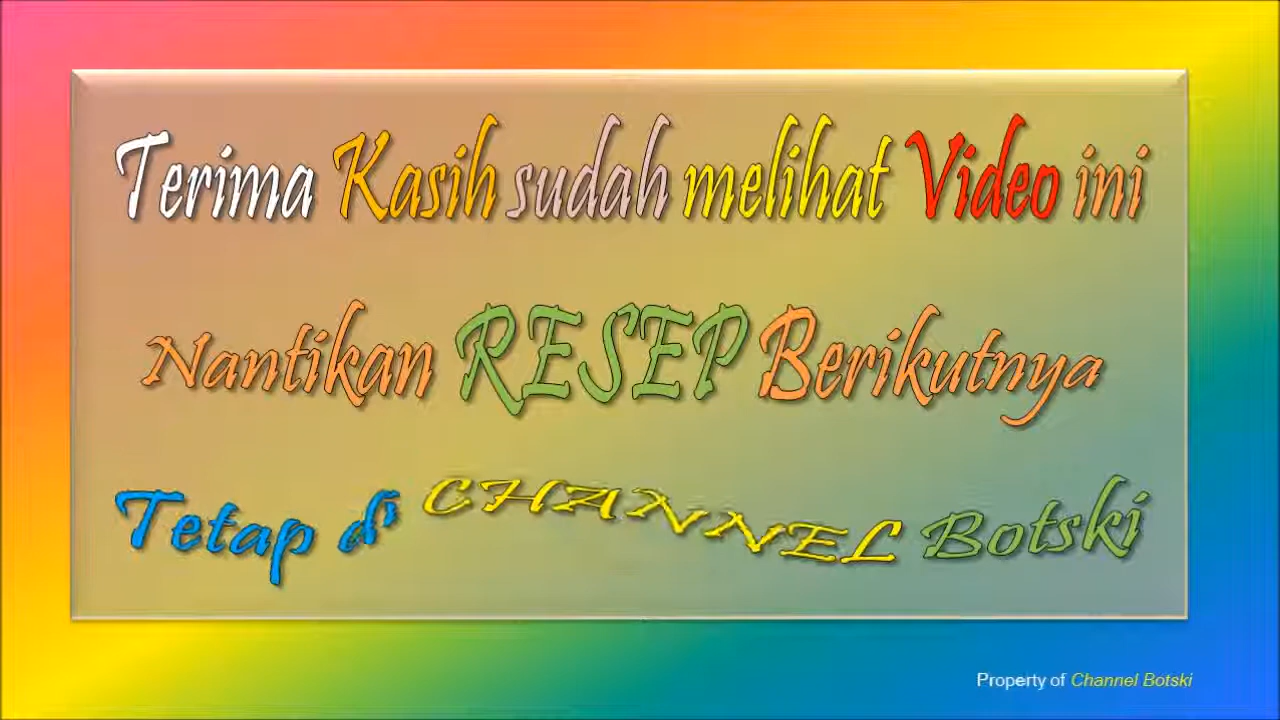 Terima Kasih sudah melihat Video ini
Nantikan RESEP Berikutnya
Tetap di CHANNEL Botski
Property of Channel Botski